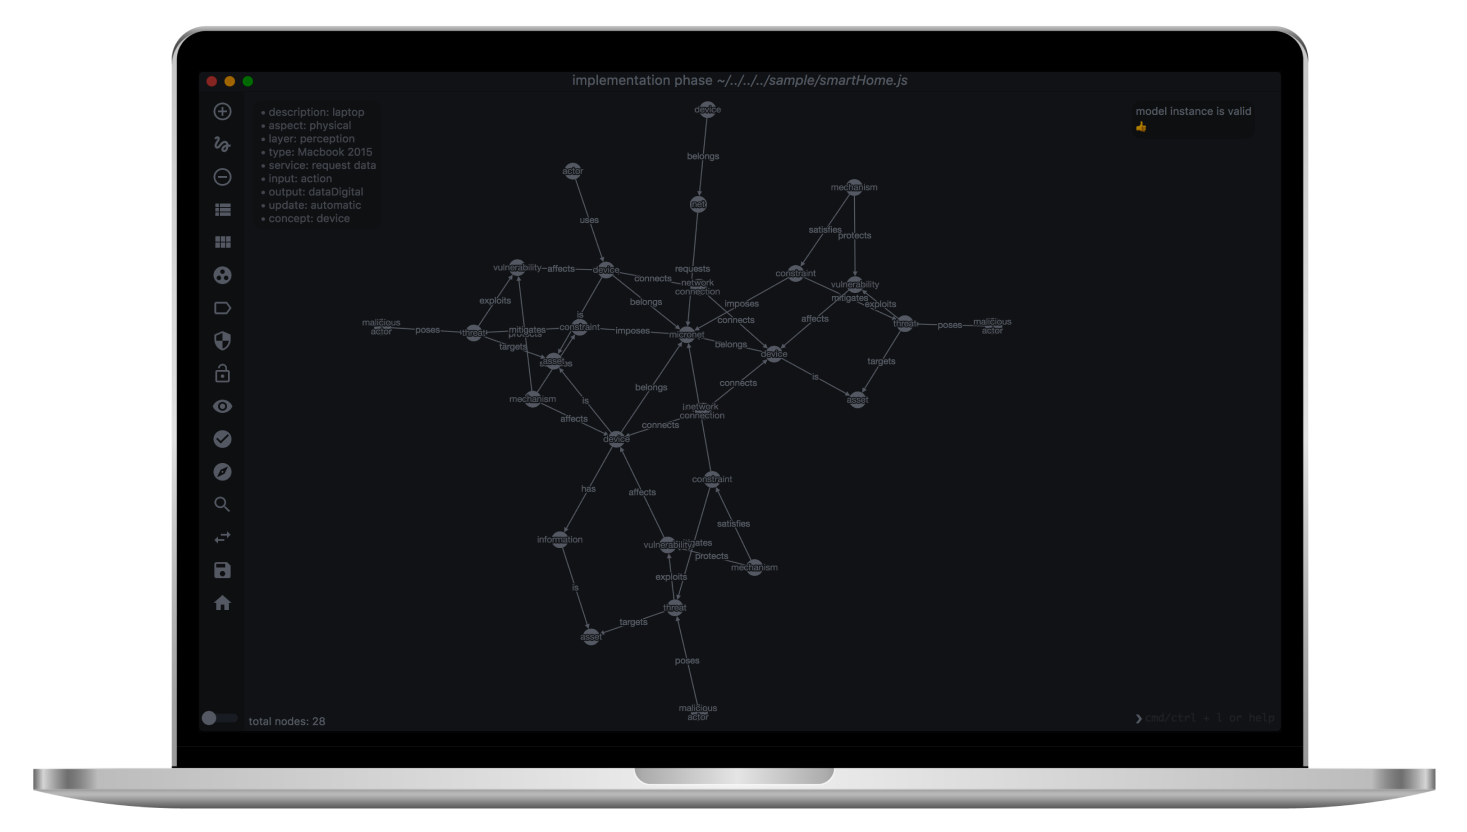 implementation phase ~/../../../sample/smartHome.js
• description: laptop
• aspect: physical
• layer: perception
• type: Macbook 2015
• service: request data
• input: action
• output: dataDigital
• update: automatic
• concept: device
model instance is valid
device
belongs
actor
mechanism
net
uses
satisfies
protects
vulnerability
affects
device
requests
connects
network
connection
constraint
vulnerability
exploits
belongs
imposes
mitigates
exploits
is
malicious
actor
poses
threat
mitigates
protects
constraint
imposes
micronet
connects
affects
threat
poses
malicious
actor
targets
asset
belongs
device
targets
is
mechanism
is
belongs
connects
asset
affects
network
connection
connects
device
has
affects
constraint
satisfies
information
vulnerability
protects
mechanism
exploits
is
threat
targets
asset
poses
malicious
actor
total nodes: 28
❯ cmd/ctrl + l or help